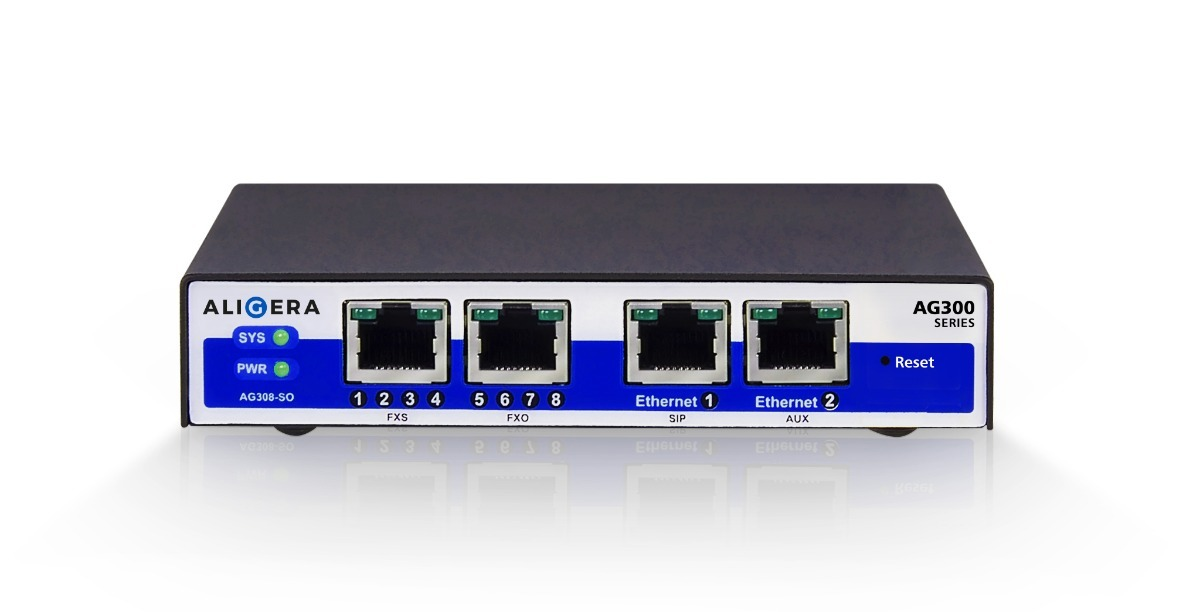 ALIGERA
AG300
SERIES
SYS
PWR
Reset
AG308-SO
1 2 3 4
5 6 7 8
Ethernet 1
Ethernet 2
FXS
FXO
SIP
AUX